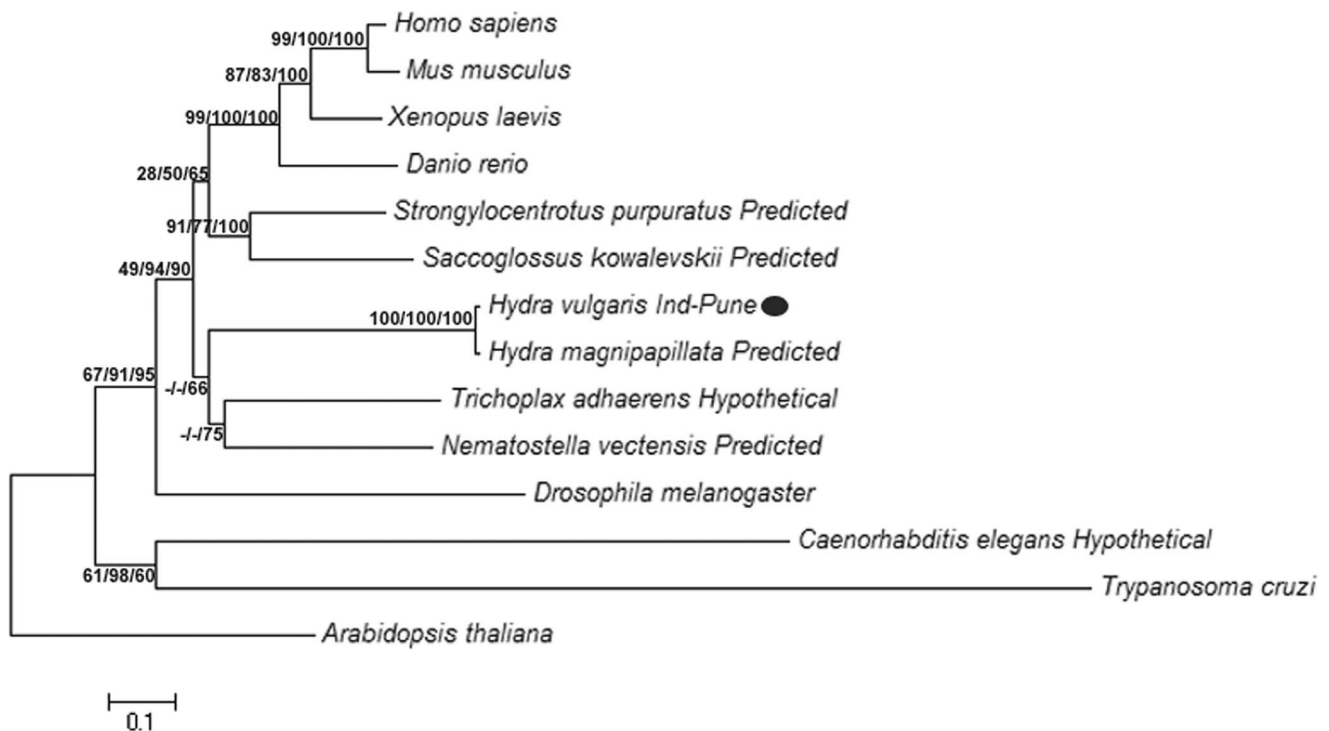 Homo sapiens
99/100/100
Mus musculus
87/83/100
Xenopus laevis
99/100/100
Danio rerio
28/50/65
Strongylocentrotus purpuratus Predicted
91/77/100
Saccoglossus kowalevskii Predicted
49/94/90
Hydra vulgaris Ind-Pune
100/100/100
Hydra magnipapillata Predicted
67/91/95
-/-/66
Trichoplax adhaerens Hypothetical
-/-/75
Nematostella vectensis Predicted
Drosophila melanogaster
Caenorhabditis elegans Hypothetical
61/98/60
Trypanosoma cruzi
Arabidopsis thaliana
0.1